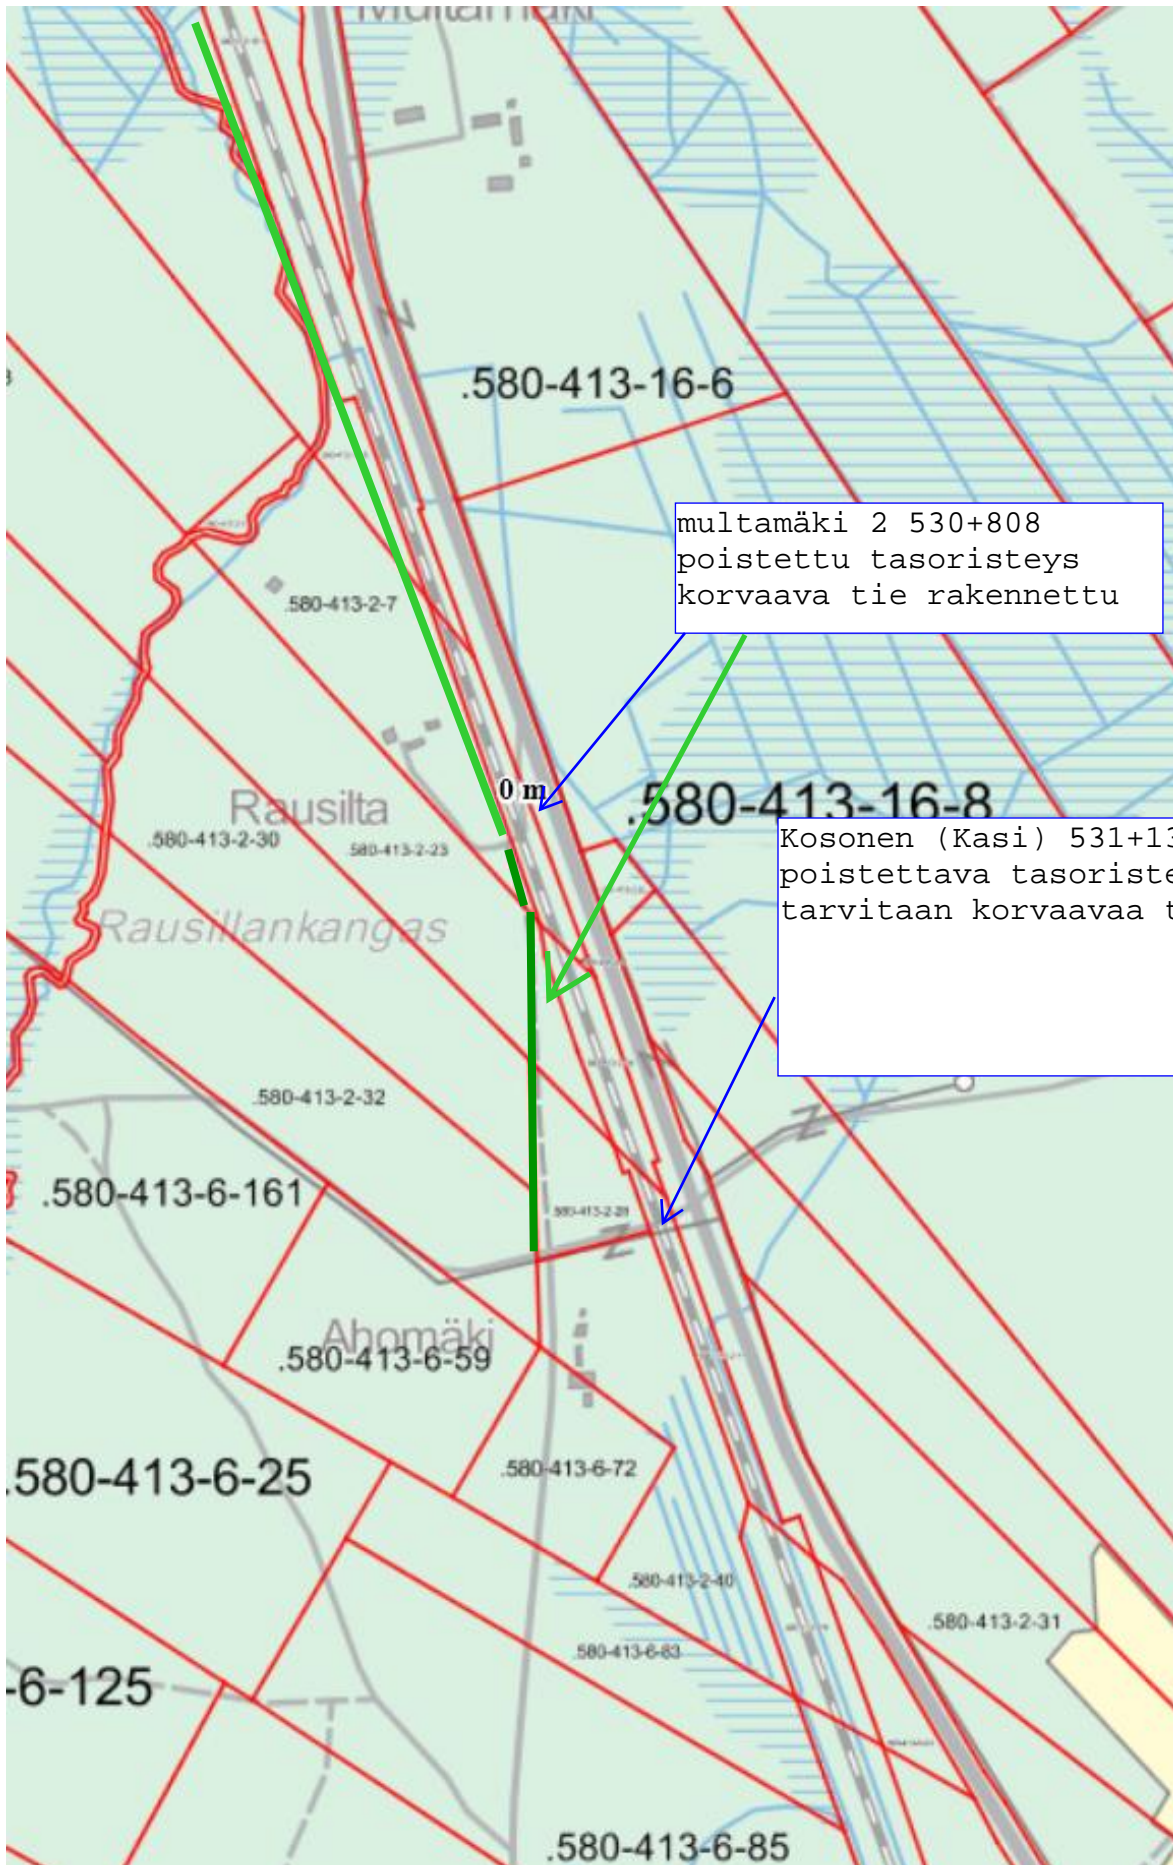 Multamäki
.580-413-16-6
multamäki 2 530+808
poistettu tasoristeys
korvaava tie rakennettu
.580-413-2-7
0 m
.580-413-16-8
Rausilta
.580-413-2-30
.580-413-2-23
Kosonen (Kasi) 531+13
poistettava tasoriste
tarvitaan korvaavaa t
Rausillankangas
.580-413-2-32
.580-413-6-161
.580-413-2-28
Ahomäki
.580-413-6-59
.580-413-6-25
.580-413-6-72
.580-413-2-40
.580-413-2-31
.580-413-6-83
-6-125
.580-413-6-85